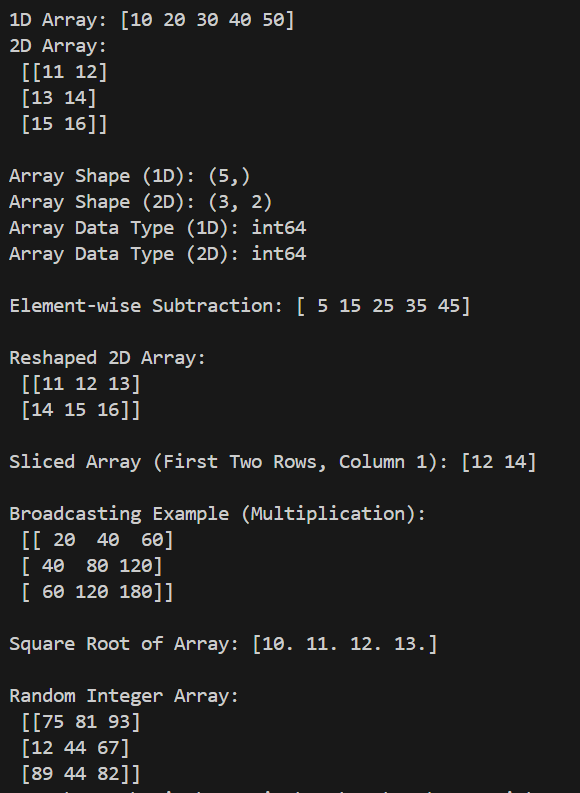 1D Array: [10 20 30 40 50]
2D Array:
 [[11 12]
 [13 14]
 [15 16]]

Array Shape (1D): (5,)
Array Shape (2D): (3, 2)
Array Data Type (1D): int64
Array Data Type (2D): int64

Element-wise Subtraction: [ 5 15 25 35 45]

Reshaped 2D Array:
 [[11 12 13]
 [14 15 16]]

Sliced Array (First Two Rows, Column 1): [12 14]

Broadcasting Example (Multiplication):
 [[ 20  40  60]
 [ 40  80 120]
 [ 60 120 180]]

Square Root of Array: [10. 11. 12. 13.]

Random Integer Array:
 [[75 81 93]
 [12 44 67]
 [89 44 82]]